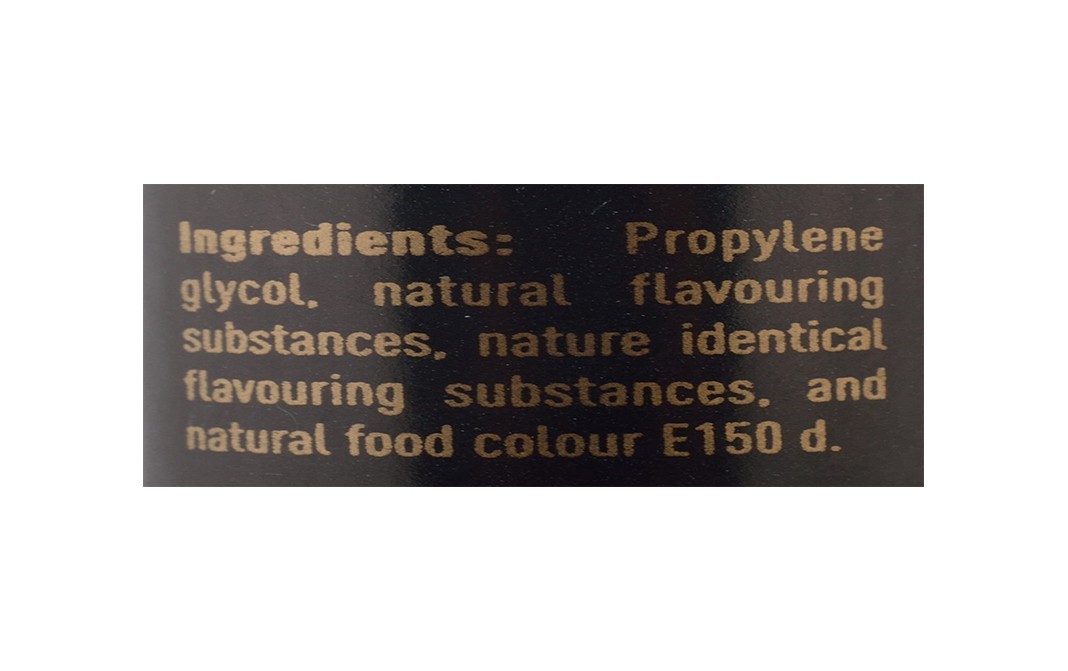 Ingredients: Propylene
glycol, natural flavouring
substances, nature identical
flavouring substances, and
natural food colour E150 d.